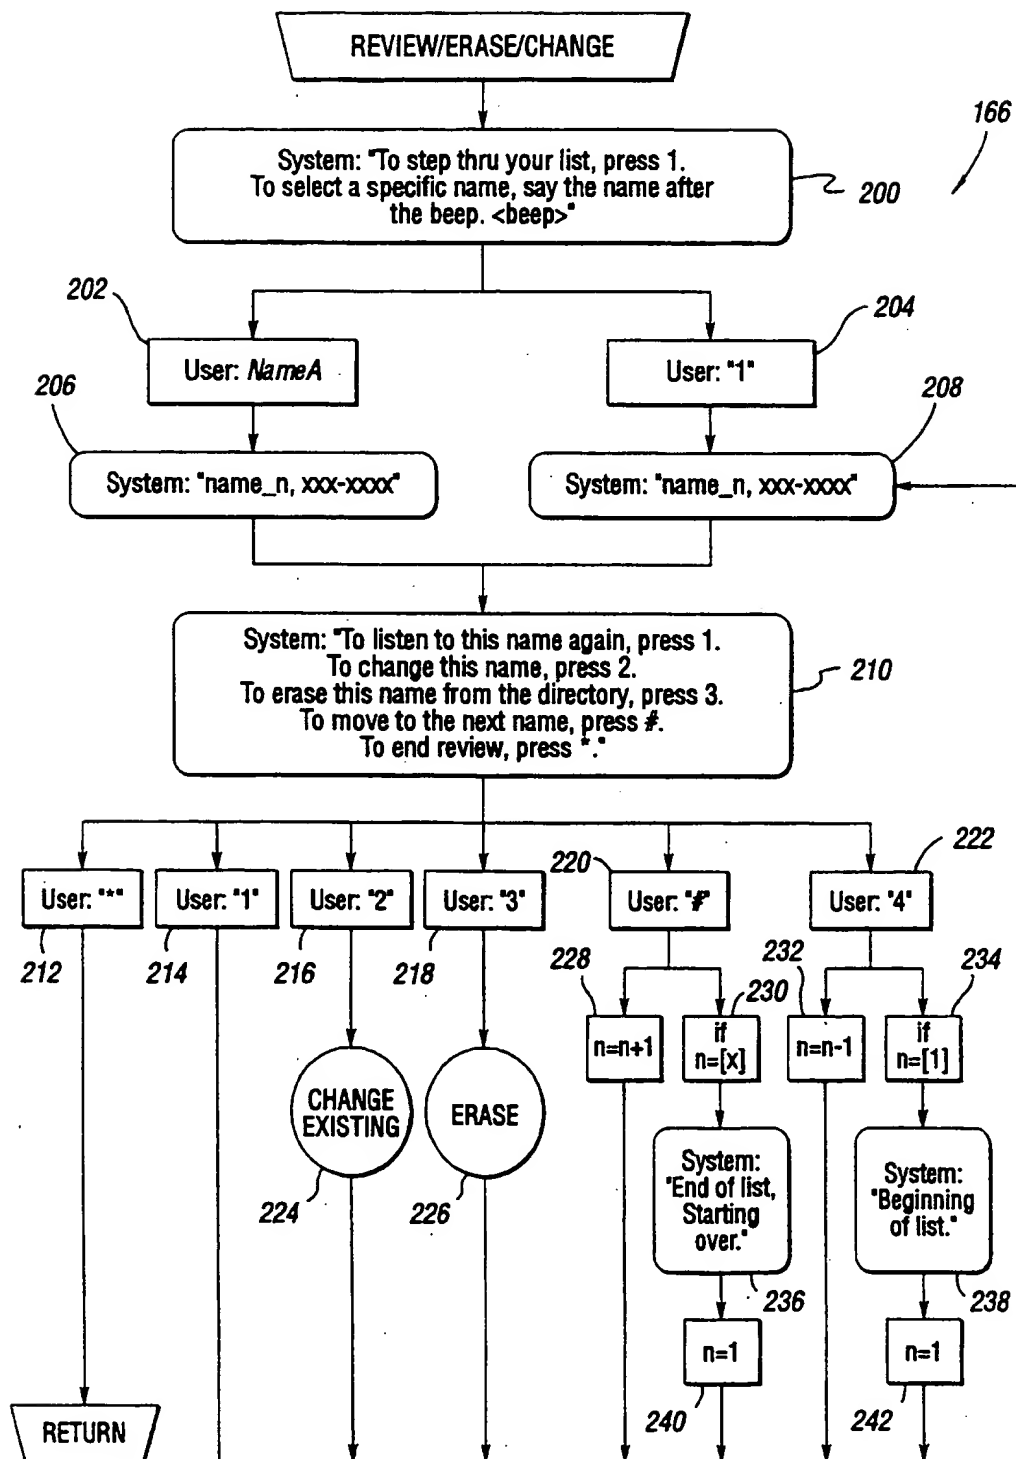 REVIEW/ERASE/CHANGE
166
System: "To step thru your list, press 1.
To select a specific name, say the name after
the beep. <beep>"
200
202
204
User: NameA
User: "1"
206
208
System: "name_n, xxx-xxxx"
System: "name_n, xxx-xxxx"
System: "To listen to this name again, press 1.
To change this name, press 2.
To erase this name from the directory, press 3.
To move to the next name, press #.
To end review, press *."
210
220
222
User: "*"
User: "1"
User: "2"
User: "3"
User: "#"
User: "4"
212
214
216
218
228
230
232
234
n=n+1
if
n=[x]
n=n-1
if
n=[1]
CHANGE
EXISTING
ERASE
224
226
System:
"End of list,
Starting
over."
System:
"Beginning
of list."
236
238
n=1
n=1
240
242
RETURN